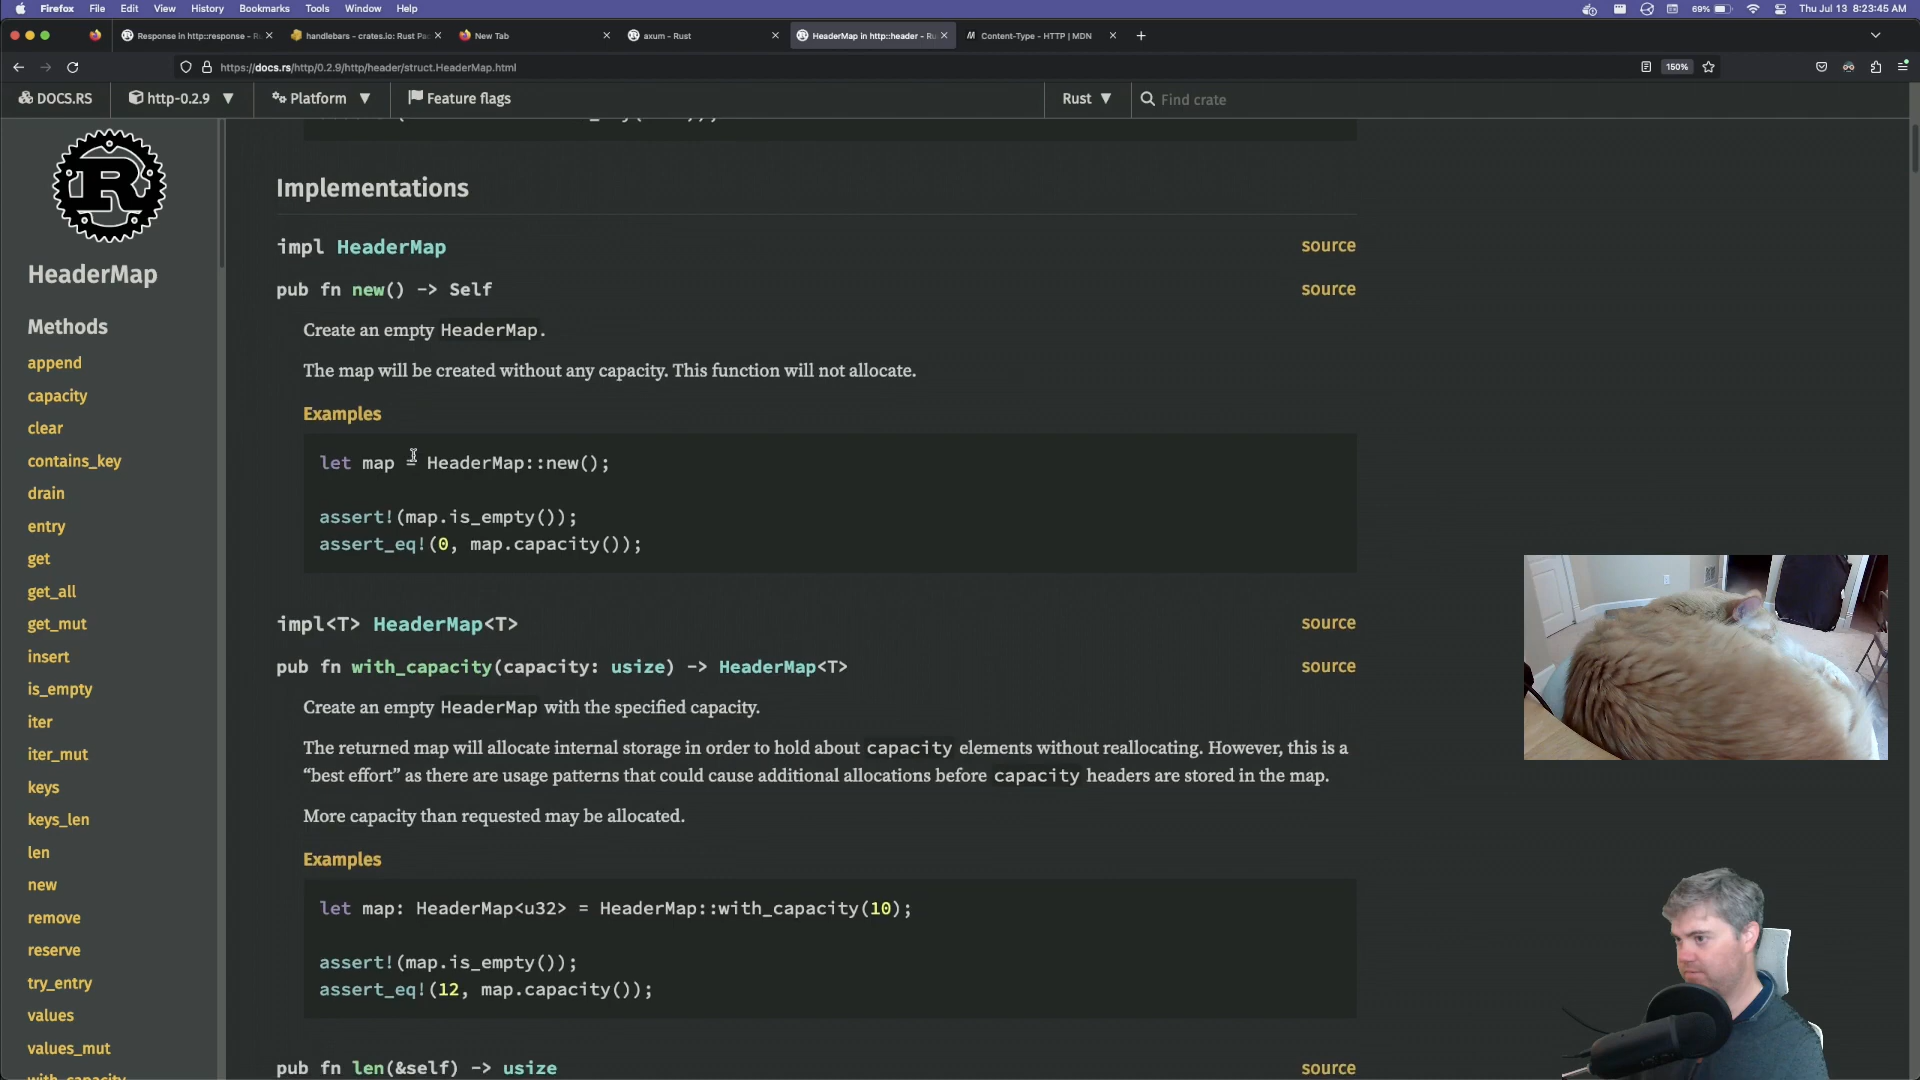 Firefox File Edit View History Bookmarks Tools Window Help 69% Thu Jul 13 8:23:45 AM
Response in http::response - Ru handlebars - crates.io: Rust Pac New Tab axum - Rust HeaderMap in http::header - Ru Content-Type - HTTP | MDN
https://docs.rs/http/0.2.9/http/header/struct.HeaderMap.html 150%
DOCS.RS http-0.2.9 Platform Feature flags Rust Find crate
HeaderMap
Methods
append
capacity
clear
contains_key
drain
entry
get
get_all
get_mut
insert
is_empty
iter
iter_mut
keys
keys_len
len
new
remove
reserve
try_entry
values
values_mut
with_capacity
Implementations
impl HeaderMap source
pub fn new() -> Self source
Create an empty HeaderMap.
The map will be created without any capacity. This function will not allocate.
Examples
let map = HeaderMap::new();
assert!(map.is_empty());
assert_eq!(0, map.capacity());
impl<T> HeaderMap<T> source
pub fn with_capacity(capacity: usize) -> HeaderMap<T> source
Create an empty HeaderMap with the specified capacity.
The returned map will allocate internal storage in order to hold about capacity elements without reallocating. However, this is a
“best effort” as there are usage patterns that could cause additional allocations before capacity headers are stored in the map.
More capacity than requested may be allocated.
Examples
let map: HeaderMap<u32> = HeaderMap::with_capacity(10);
assert!(map.is_empty());
assert_eq!(12, map.capacity());
pub fn len(&self) -> usize source